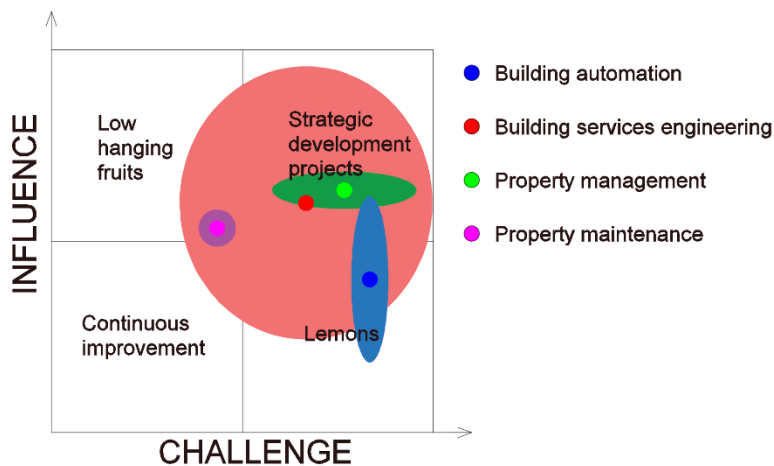 INFLUENCE
Low
hanging
fruits
Strategic
development
projects
Continuous
improvement
Lemons
CHALLENGE
Building automation
Building services engineering
Property management
Property maintenance